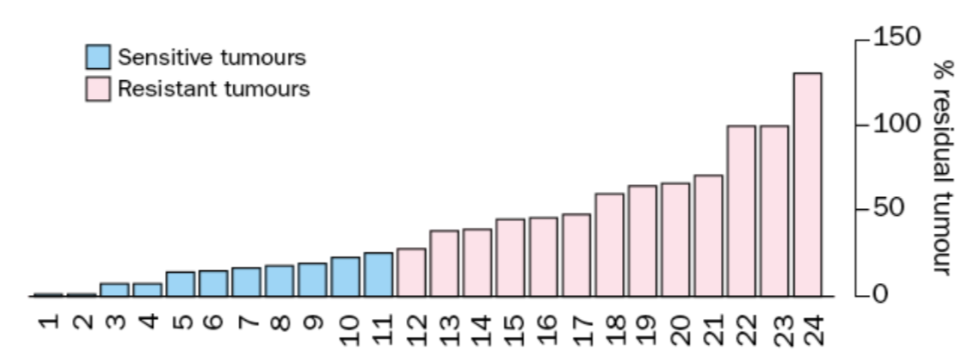 Sensitive tumours
Resistant tumours
150
100
50
0
% residual tumour
1 2 3 4 5 6 7 8 9 10 11 12 13 14 15 16 17 18 19 20 21 22 23 24